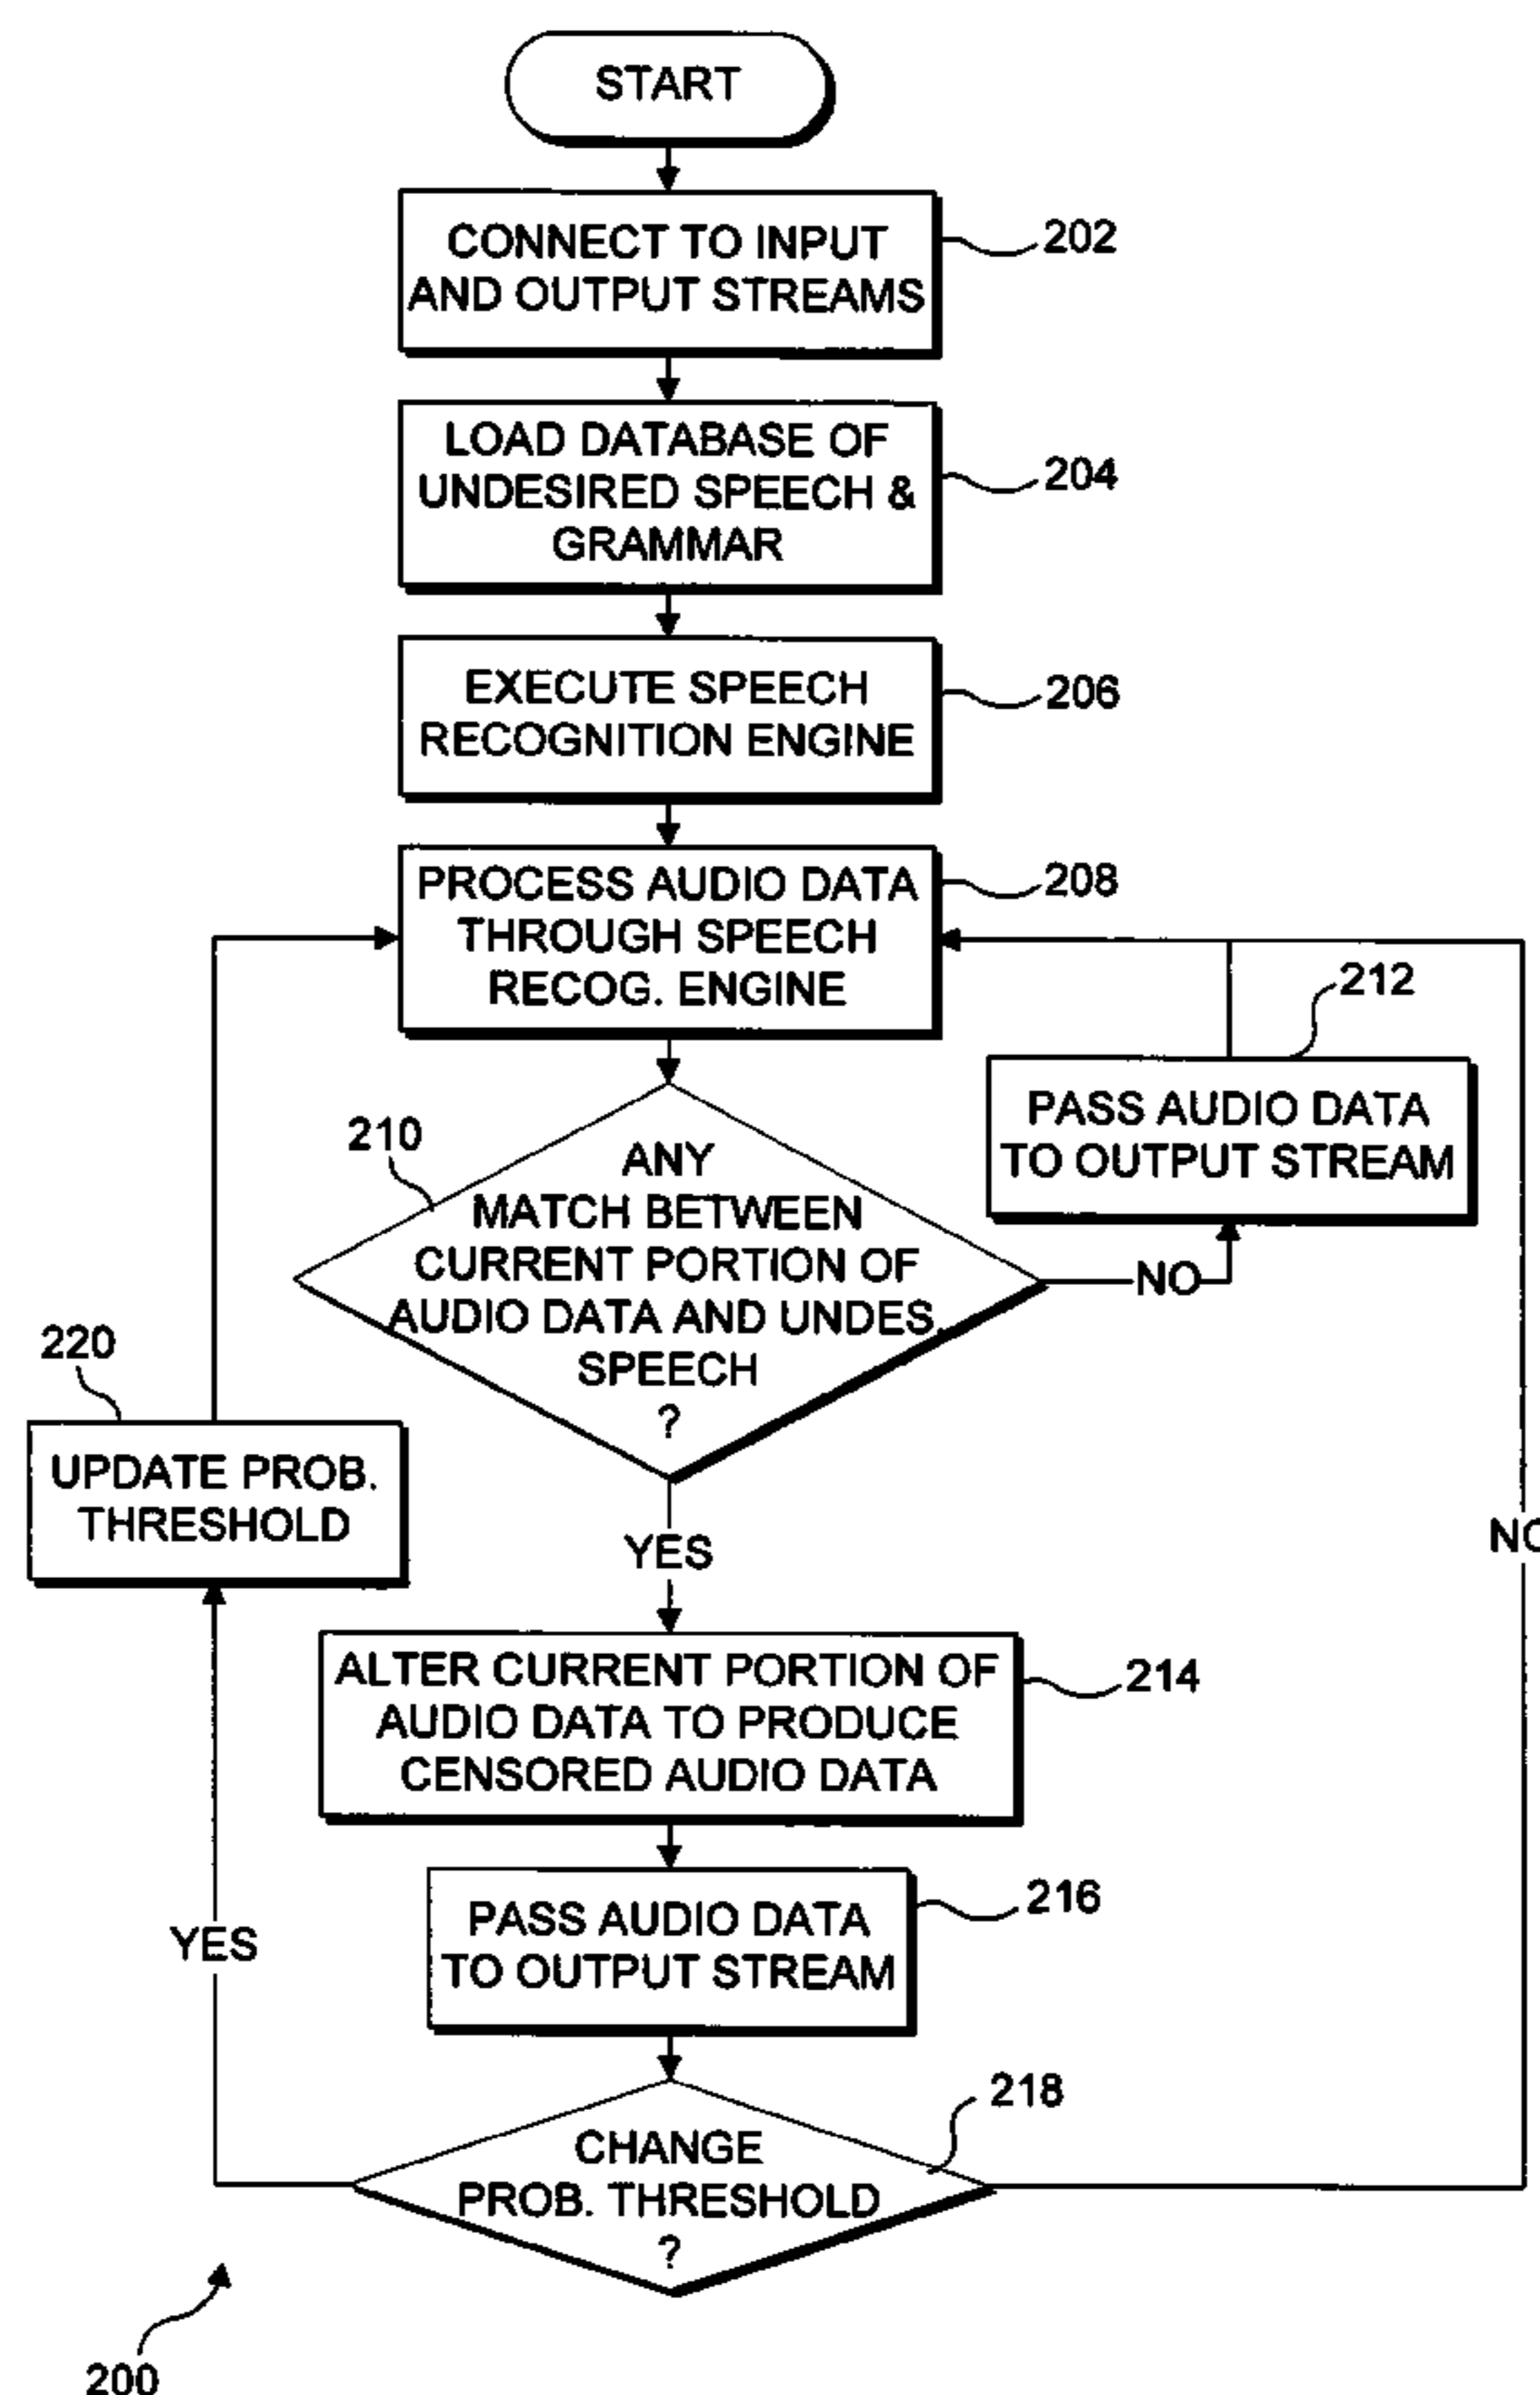 START
CONNECT TO INPUT
AND OUTPUT STREAMS
202
LOAD DATABASE OF
UNDESIRED SPEECH &
GRAMMAR
204
EXECUTE SPEECH
RECOGNITION ENGINE
206
PROCESS AUDIO DATA
THROUGH SPEECH
RECOG. ENGINE
208
212
PASS AUDIO DATA
TO OUTPUT STREAM
210
ANY
MATCH BETWEEN
CURRENT PORTION OF
AUDIO DATA AND UNDES.
SPEECH
?
NO
220
UPDATE PROB.
THRESHOLD
YES
NO
ALTER CURRENT PORTION OF
AUDIO DATA TO PRODUCE
CENSORED AUDIO DATA
214
PASS AUDIO DATA
TO OUTPUT STREAM
216
YES
218
CHANGE
PROB. THRESHOLD
?
200